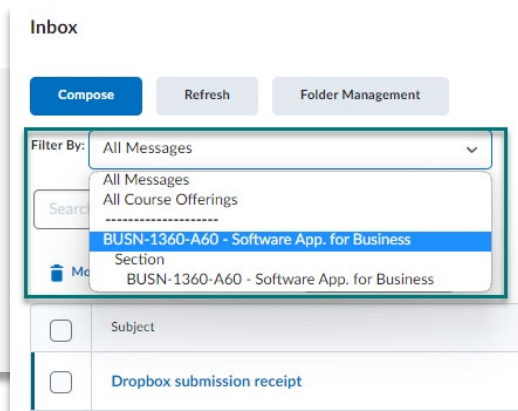 Inbox
Compose Refresh Folder Management
Filter By: All Messages
All Messages
All Course Offerings
--------------------
BUSN-1360-A60 - Software App. for Business
Section
BUSN-1360-A60 - Software App. for Business
Subject
Dropbox submission receipt